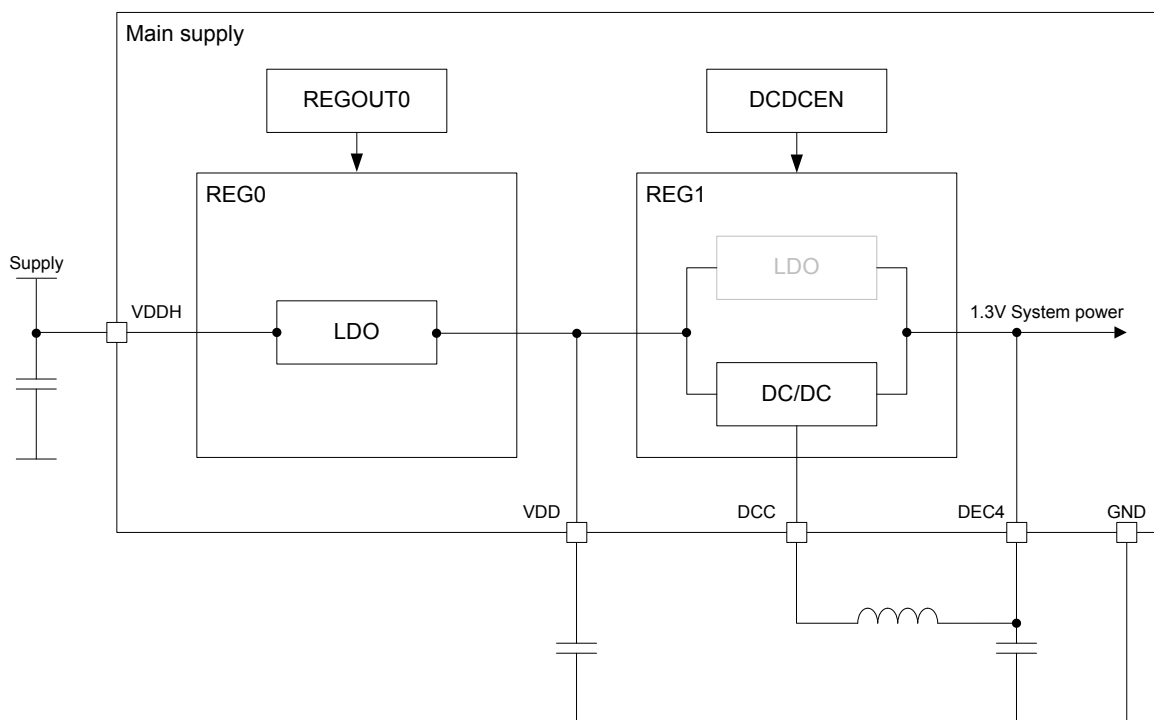 Main supply
REGOUT0
DCDCEN
REG0
REG1
LDO
Supply
VDDH
LDO
1.3V System power
DC/DC
VDD
DCC
DEC4
GND